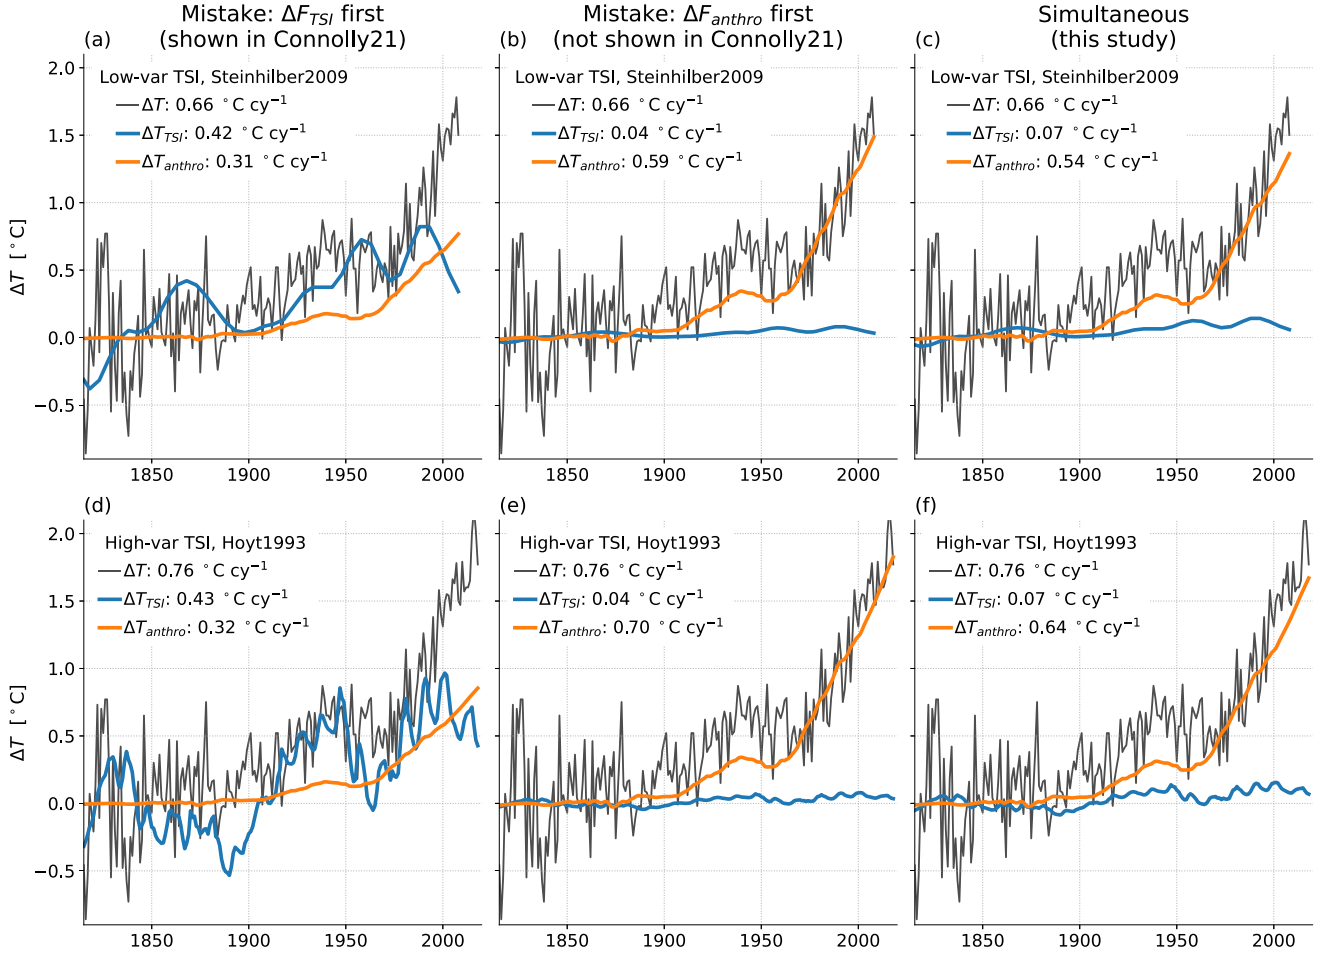 Mistake: ΔF_TSI first
(shown in Connolly21)
Mistake: ΔF_anthro first
(not shown in Connolly21)
Simultaneous
(this study)
(a)
Low-var TSI, Steinhilber2009
ΔT: 0.66 °C cy⁻¹
ΔT_TSI: 0.42 °C cy⁻¹
ΔT_anthro: 0.31 °C cy⁻¹
ΔT [°C]
2.0
1.5
1.0
0.5
0.0
−0.5
1850 1900 1950 2000
(b)
Low-var TSI, Steinhilber2009
ΔT: 0.66 °C cy⁻¹
ΔT_TSI: 0.04 °C cy⁻¹
ΔT_anthro: 0.59 °C cy⁻¹
1850 1900 1950 2000
(c)
Low-var TSI, Steinhilber2009
ΔT: 0.66 °C cy⁻¹
ΔT_TSI: 0.07 °C cy⁻¹
ΔT_anthro: 0.54 °C cy⁻¹
1850 1900 1950 2000
(d)
High-var TSI, Hoyt1993
ΔT: 0.76 °C cy⁻¹
ΔT_TSI: 0.43 °C cy⁻¹
ΔT_anthro: 0.32 °C cy⁻¹
ΔT [°C]
2.0
1.5
1.0
0.5
0.0
−0.5
1850 1900 1950 2000
(e)
High-var TSI, Hoyt1993
ΔT: 0.76 °C cy⁻¹
ΔT_TSI: 0.04 °C cy⁻¹
ΔT_anthro: 0.70 °C cy⁻¹
1850 1900 1950 2000
(f)
High-var TSI, Hoyt1993
ΔT: 0.76 °C cy⁻¹
ΔT_TSI: 0.07 °C cy⁻¹
ΔT_anthro: 0.64 °C cy⁻¹
1850 1900 1950 2000